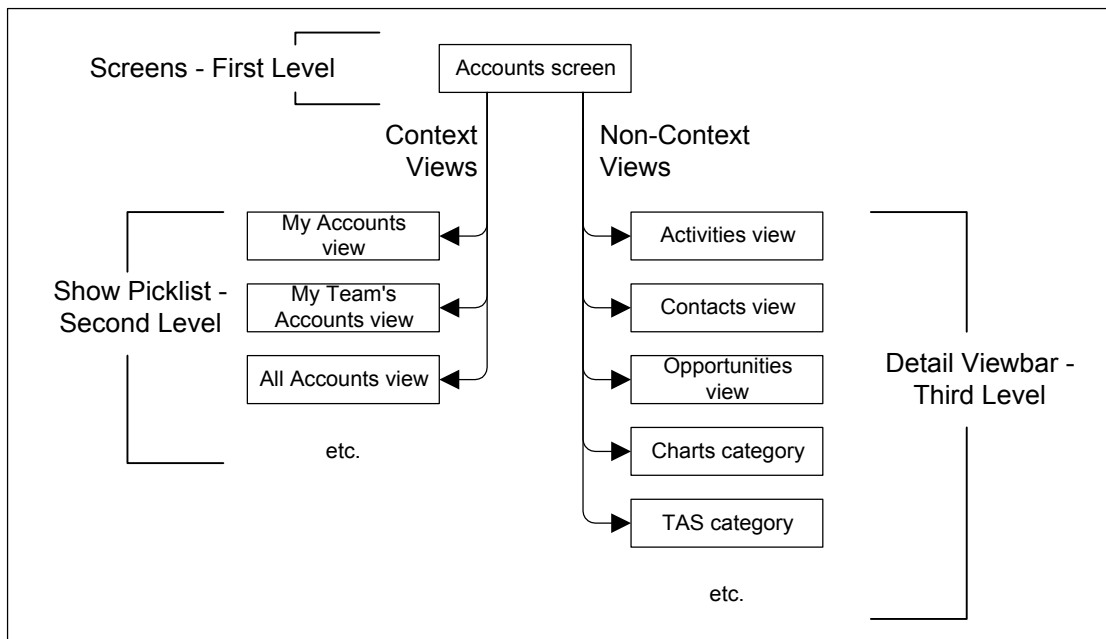 Screens - First Level
Accounts screen
Context
Views
Non-Context
Views
Show Picklist -
Second Level
My Accounts
view
My Team's
Accounts view
All Accounts view
etc.
Activities view
Contacts view
Opportunities
view
Charts category
TAS category
etc.
Detail Viewbar -
Third Level